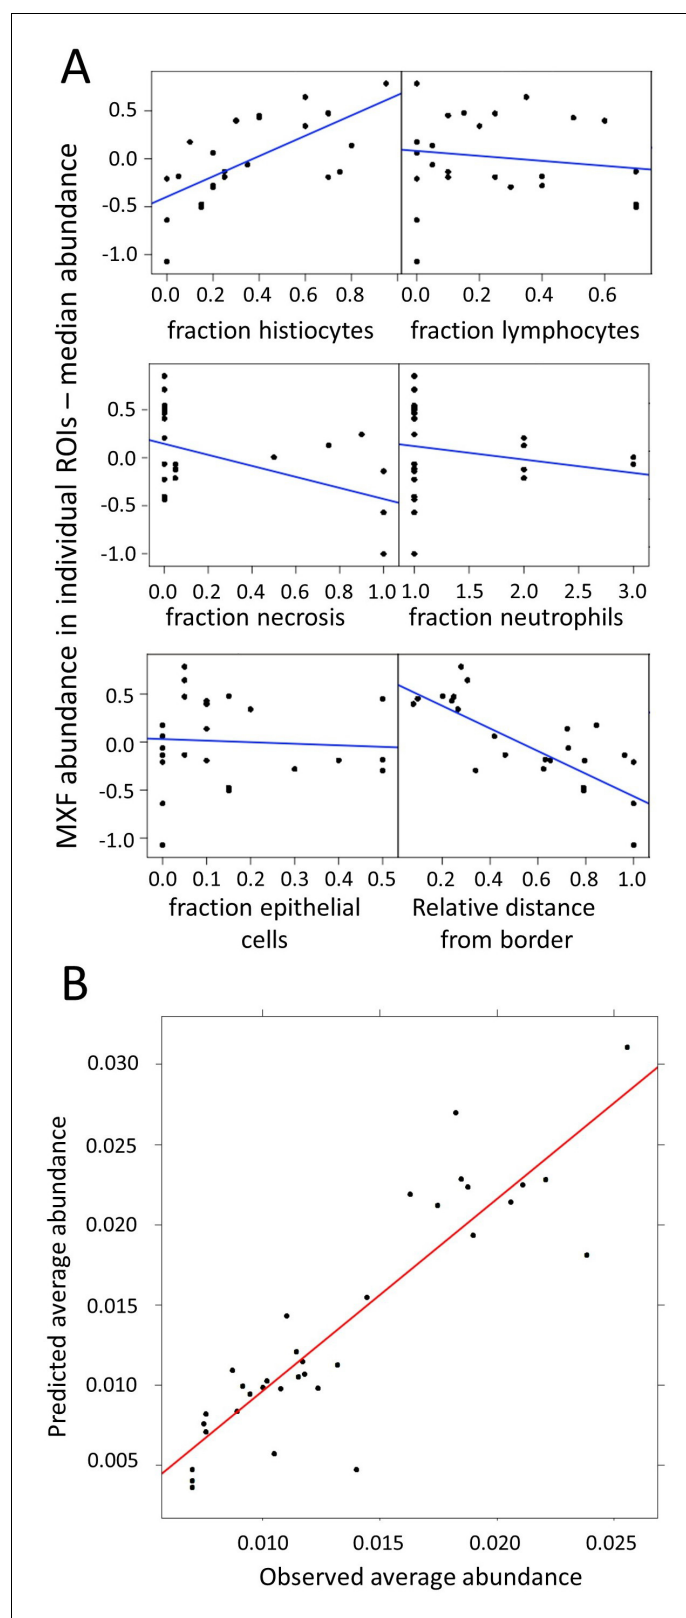 A
MXF abundance in individual ROIs – median abundance
0.5
0.0
-0.5
-1.0
0.0 0.2 0.4 0.6 0.8 0.0 0.2 0.4 0.6
fraction histiocytes fraction lymphocytes
0.5
0.0
-0.5
-1.0
0.0 0.2 0.4 0.6 0.8 1.0 1.0 1.5 2.0 2.5 3.0
fraction necrosis fraction neutrophils
0.5
0.0
-0.5
-1.0
0.0 0.1 0.2 0.3 0.4 0.5 0.2 0.4 0.6 0.8 1.0
fraction epithelial Relative distance
cells from border
B
Predicted average abundance
0.030
0.025
0.020
0.015
0.010
0.005
0.010 0.015 0.020 0.025
Observed average abundance